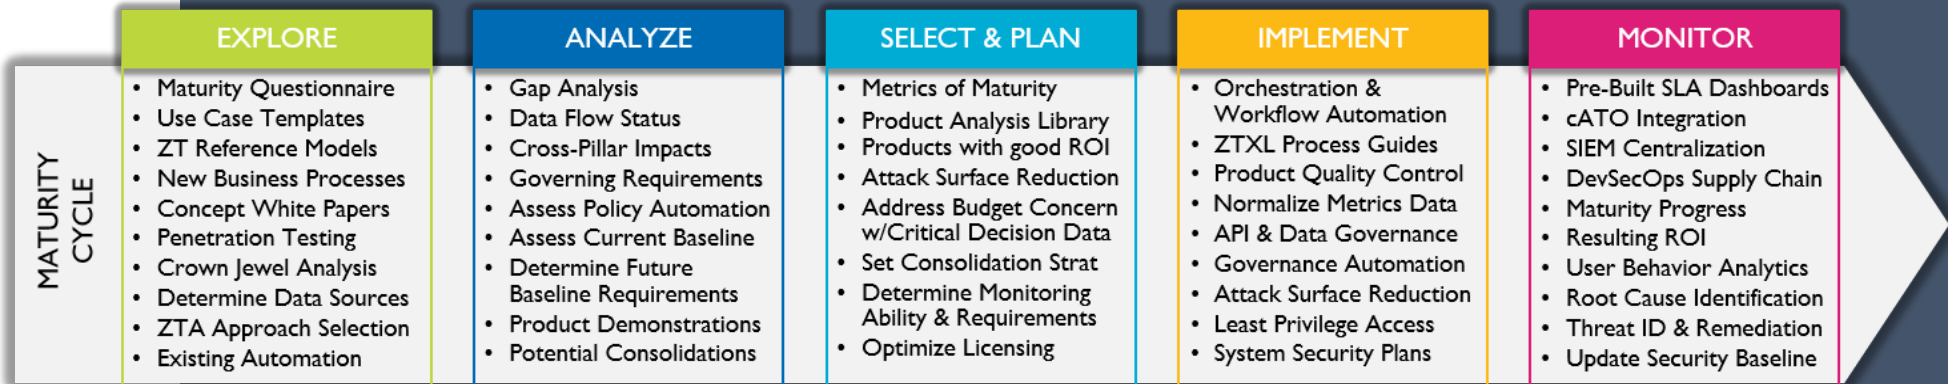 MATURITY
CYCLE
EXPLORE
• Maturity Questionnaire
• Use Case Templates
• ZT Reference Models
• New Business Processes
• Concept White Papers
• Penetration Testing
• Crown Jewel Analysis
• Determine Data Sources
• ZTA Approach Selection
• Existing Automation
ANALYZE
• Gap Analysis
• Data Flow Status
• Cross-Pillar Impacts
• Governing Requirements
• Assess Policy Automation
• Assess Current Baseline
• Determine Future
Baseline Requirements
• Product Demonstrations
• Potential Consolidations
SELECT & PLAN
• Metrics of Maturity
• Product Analysis Library
• Products with good ROI
• Attack Surface Reduction
• Address Budget Concern
w/Critical Decision Data
• Set Consolidation Strat
• Determine Monitoring
Ability & Requirements
• Optimize Licensing
IMPLEMENT
• Orchestration &
Workflow Automation
• ZTXL Process Guides
• Product Quality Control
• Normalize Metrics Data
• API & Data Governance
• Governance Automation
• Attack Surface Reduction
• Least Privilege Access
• System Security Plans
MONITOR
• Pre-Built SLA Dashboards
• cATO Integration
• SIEM Centralization
• DevSecOps Supply Chain
• Maturity Progress
• Resulting ROI
• User Behavior Analytics
• Root Cause Identification
• Threat ID & Remediation
• Update Security Baseline